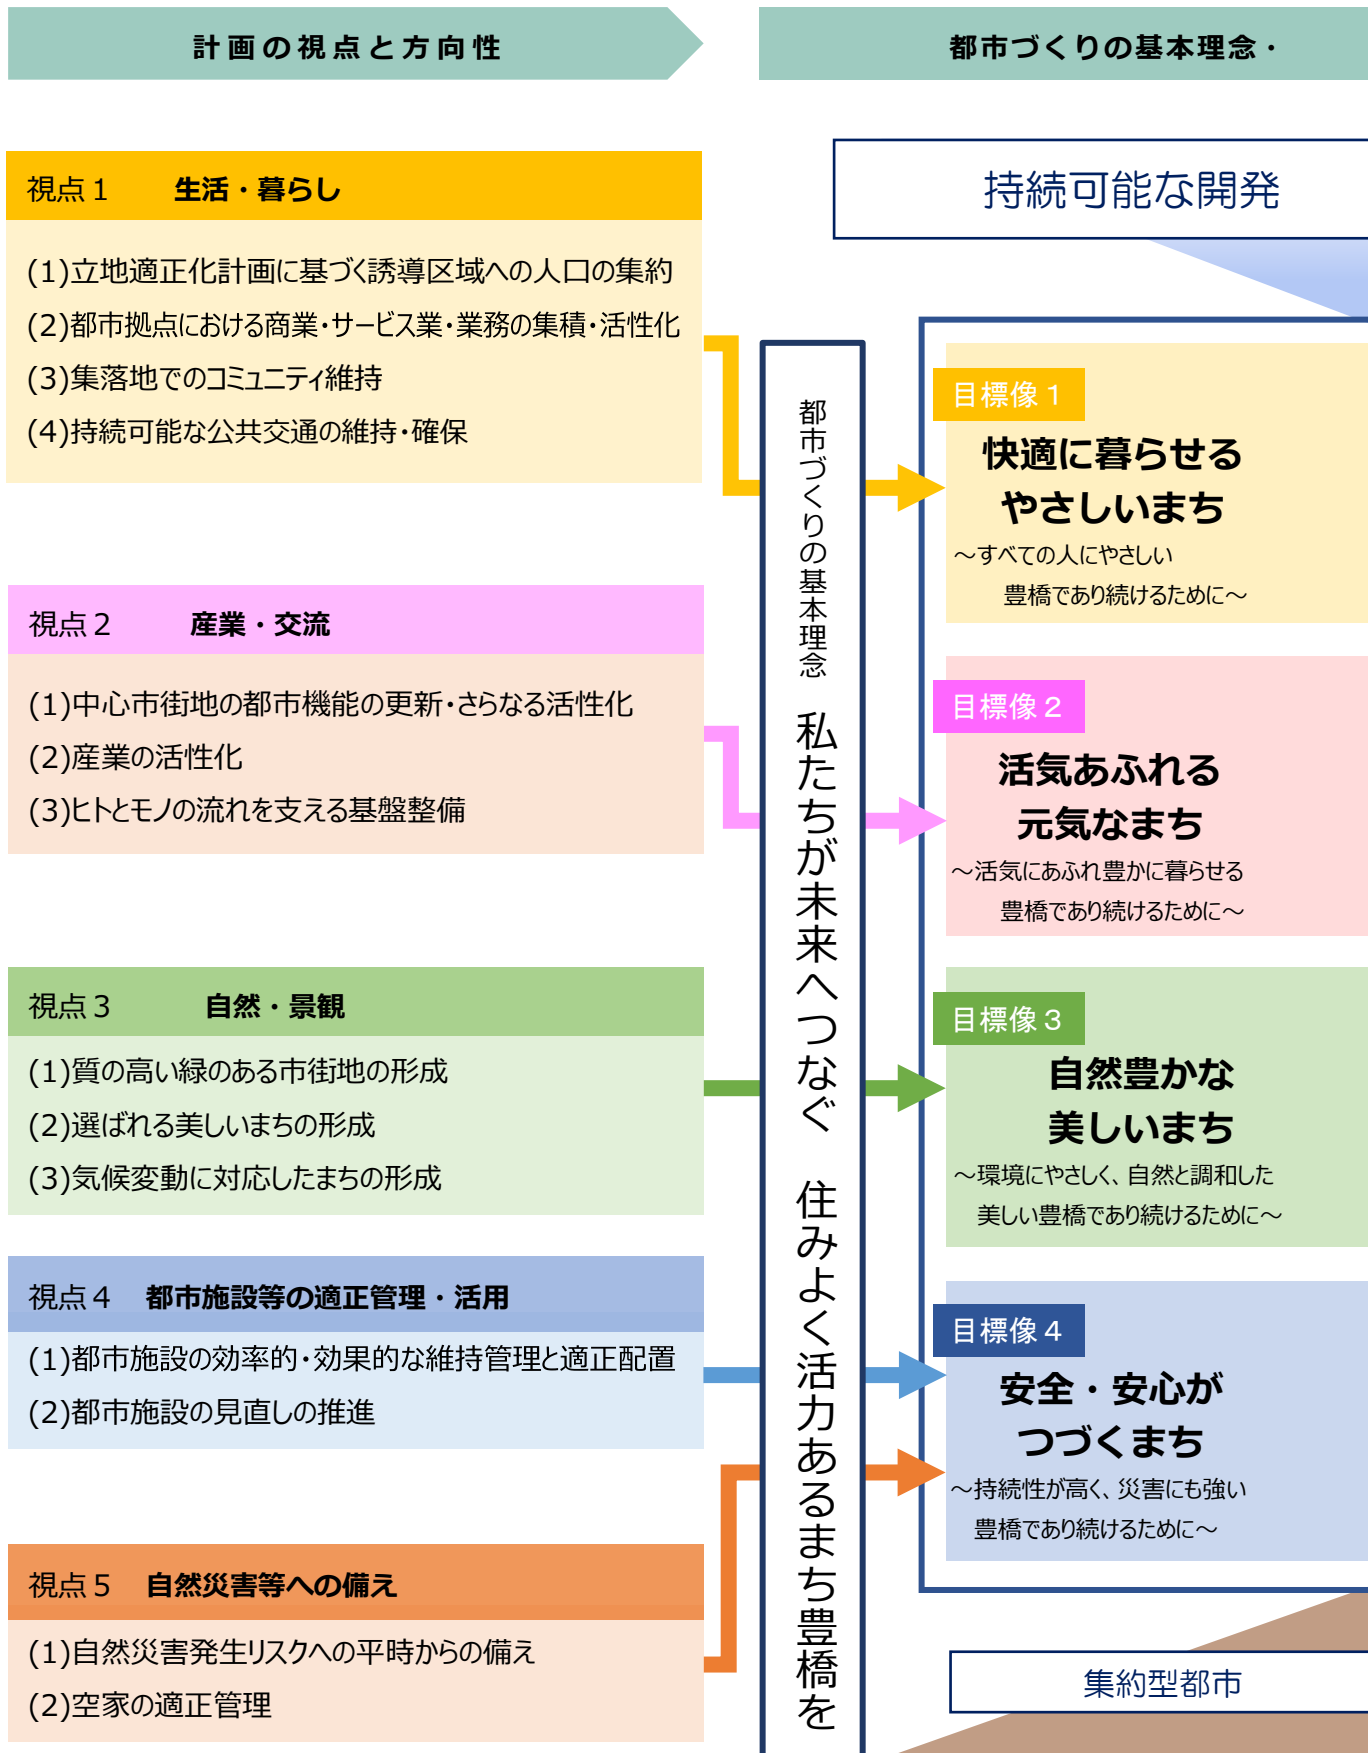 計画の視点と方向性
都市づくりの基本理念・
視点１ 生活・暮らし
(1)立地適正化計画に基づく誘導区域への人口の集約
(2)都市拠点における商業・サービス業・業務の集積・活性化
(3)集落地でのコミュニティ維持
(4)持続可能な公共交通の維持・確保
視点２ 産業・交流
(1)中心市街地の都市機能の更新・さらなる活性化
(2)産業の活性化
(3)ヒトとモノの流れを支える基盤整備
視点３ 自然・景観
(1)質の高い緑のある市街地の形成
(2)選ばれる美しいまちの形成
(3)気候変動に対応したまちの形成
視点４ 都市施設等の適正管理・活用
(1)都市施設の効率的・効果的な維持管理と適正配置
(2)都市施設の見直しの推進
視点５ 自然災害等への備え
(1)自然災害発生リスクへの平時からの備え
(2)空家の適正管理
都市づくりの基本理念 私たちが未来へつなぐ 住みよく活力あるまち豊橋を
持続可能な開発
目標像１
快適に暮らせる
やさしいまち
～すべての人にやさしい
豊橋であり続けるために～
目標像２
活気あふれる
元気なまち
～活気にあふれ豊かに暮らせる
豊橋であり続けるために～
目標像３
自然豊かな
美しいまち
～環境にやさしく、自然と調和した
美しい豊橋であり続けるために～
目標像４
安全・安心が
つづくまち
～持続性が高く、災害にも強い
豊橋であり続けるために～
集約型都市